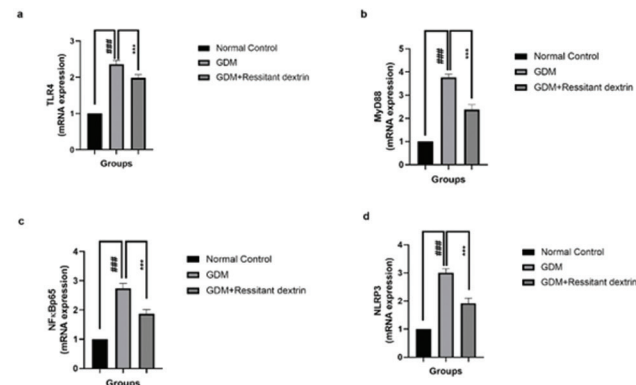 a
###
***
TLR4
(mRNA expression)
3
2
1
0
Groups
Normal Control
GDM
GDM+Ressitant dextrin
b
###
***
MyD88
(mRNA expression)
5
4
3
2
1
0
Groups
Normal Control
GDM
GDM+Ressitant dextrin
c
###
***
NFκBp65
(mRNA expression)
4
3
2
1
0
Groups
Normal Control
GDM
GDM+Ressitant dextrin
d
###
***
NLRP3
(mRNA expression)
4
3
2
1
0
Groups
Normal Control
GDM
GDM+Ressitant dextrin